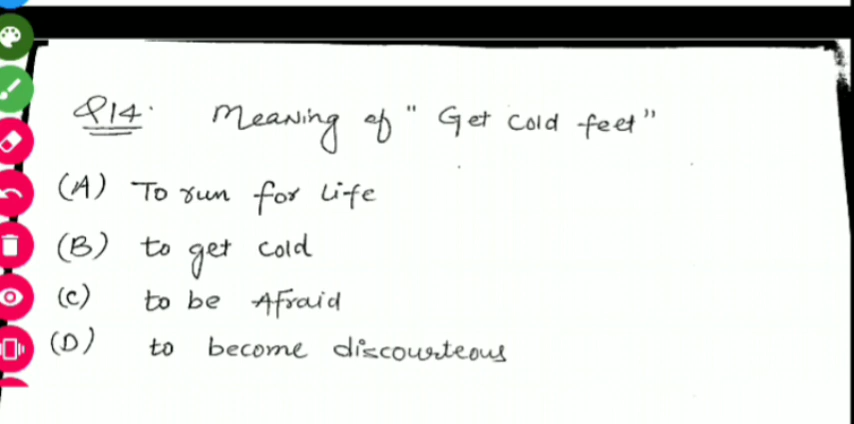 Q14. Meaning of "Get cold feet"
(A) To run for life
(B) to get cold
(C) to be Afraid
(D) to become discourteous